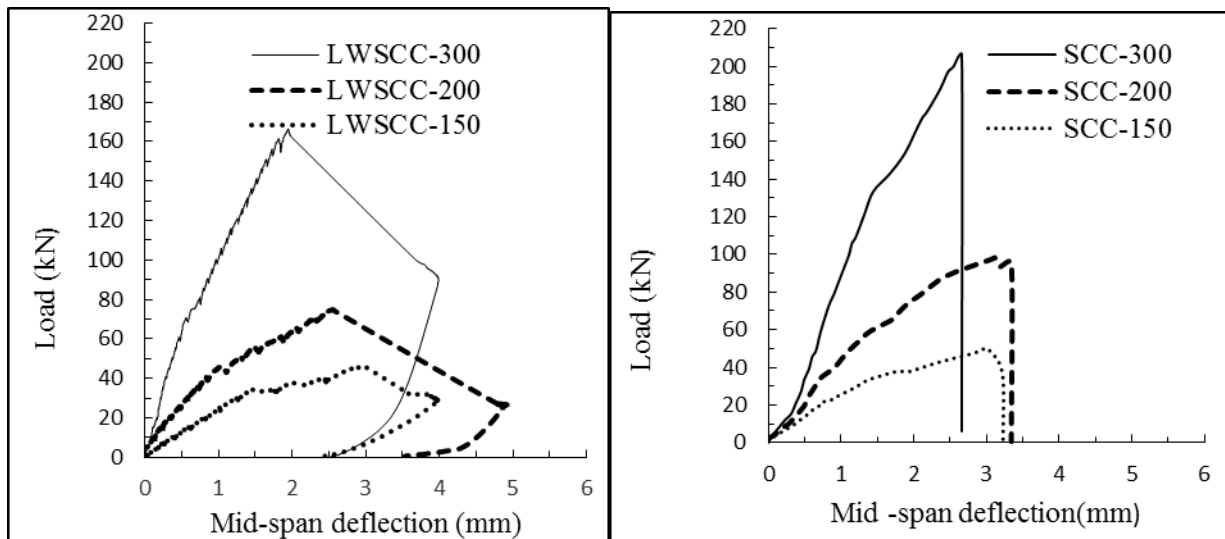 220
200
180
160
140
120
100
80
60
40
20
0
Load (kN)
LWSCC-300
LWSCC-200
LWSCC-150
0 1 2 3 4 5 6
Mid-span deflection (mm)
220
200
180
160
140
120
100
80
60
40
20
0
Load (kN)
SCC-300
SCC-200
SCC-150
0 1 2 3 4 5 6
Mid -span deflection(mm)